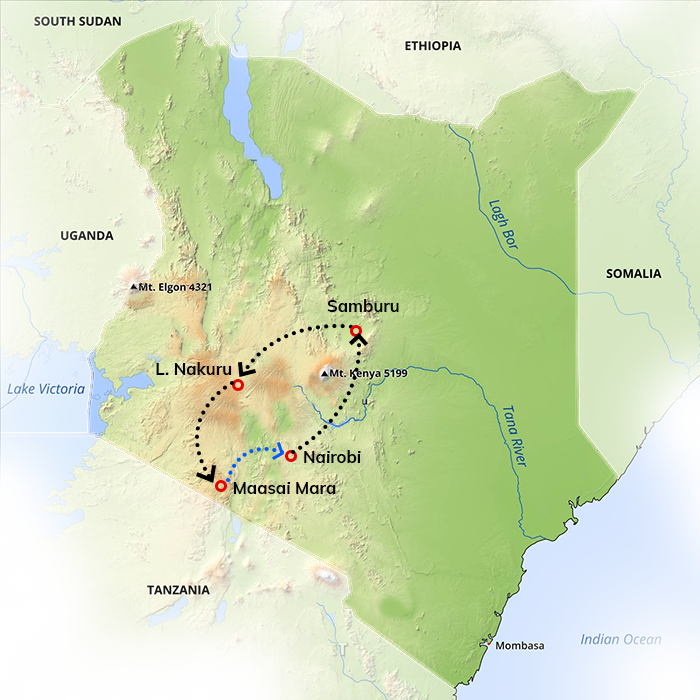 SOUTH SUDAN
ETHIOPIA
Lagh Bor
UGANDA
SOMALIA
Mt. Elgon 4321
Samburu
L. Nakuru
Mt. Kenya 5199
Lake Victoria
Tana River
Nairobi
Maasai Mara
TANZANIA
Indian Ocean
Mombasa